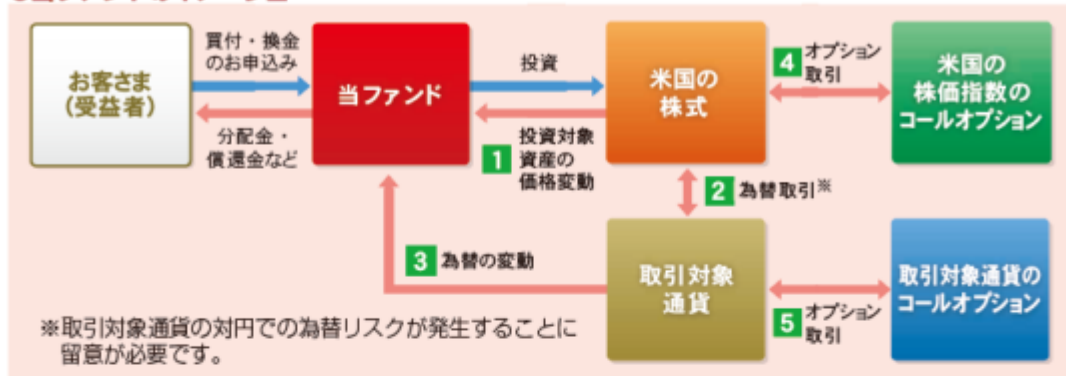 お客さま
(受益者)
買付・換金
のお申込み
分配金・
償還金など
当ファンド
投資
1 投資対象
資産の
価格変動
米国の
株式
4 オプション
取引
米国の
株価指数の
コールオプション
2 為替取引※
3 為替の変動
取引対象
通貨
5 オプション
取引
取引対象通貨の
コールオプション
※取引対象通貨の対円での為替リスクが発生することに
留意が必要です。